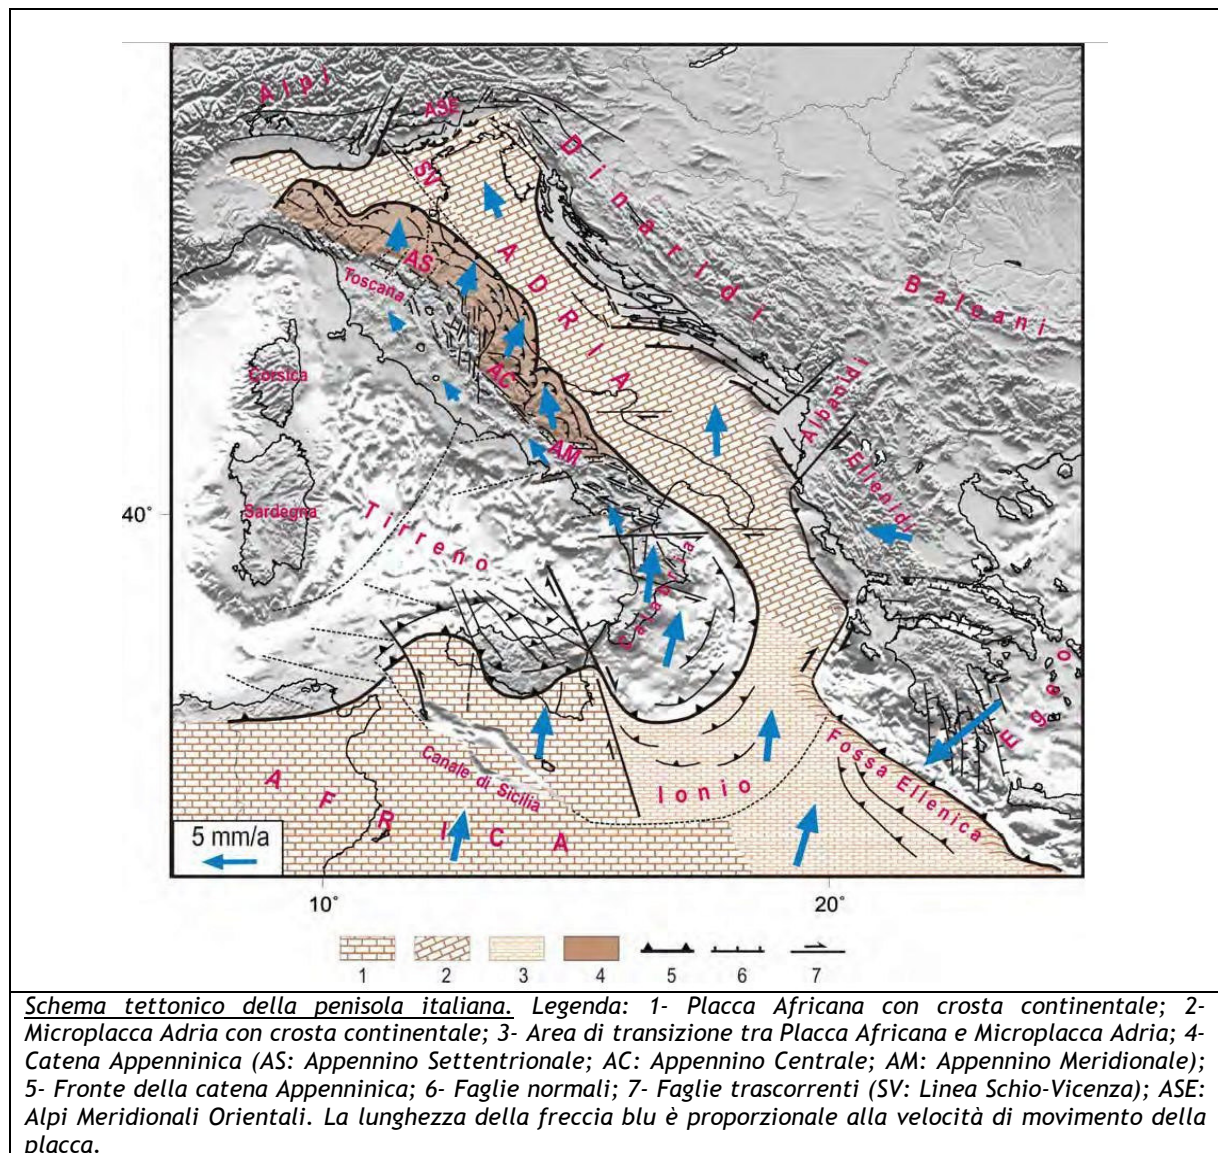 Alpi
ASE
SV
Dinaridi
ADRIA
AS
Toscana
Balcani
AC
Corsica
Albanidi
AM
Ellenidi
40°
Sardegna
Tirreno
Calabria
Egeo
Fossa Ellenica
Canale di Sicilia
Ionio
AFRICA
5 mm/a
10°
20°
1 2 3 4 5 6 7
Schema tettonico della penisola italiana. Legenda: 1- Placca Africana con crosta continentale; 2-
Microplacca Adria con crosta continentale; 3- Area di transizione tra Placca Africana e Microplacca Adria; 4-
Catena Appenninica (AS: Appennino Settentrionale; AC: Appennino Centrale; AM: Appennino Meridionale);
5- Fronte della catena Appenninica; 6- Faglie normali; 7- Faglie trascorrenti (SV: Linea Schio-Vicenza); ASE:
Alpi Meridionali Orientali. La lunghezza della freccia blu è proporzionale alla velocità di movimento della
placca.